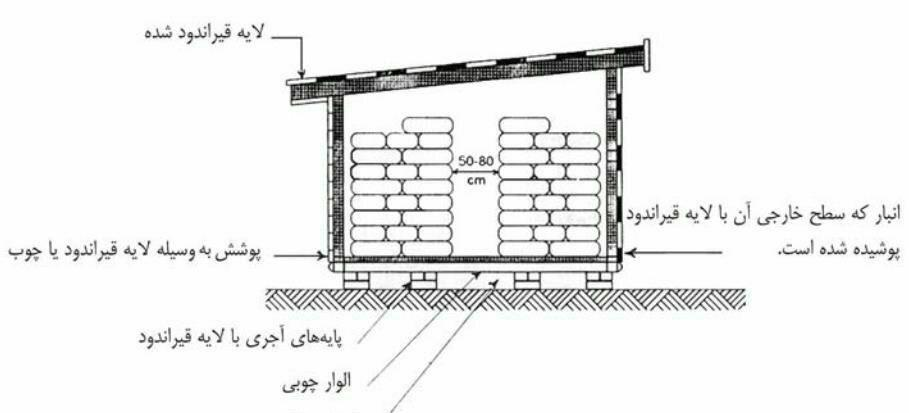 لایه قیراندود شده
50-80
cm
انبار که سطح خارجی آن با لایه قیراندود
پوشیده شده است.
پوشش به وسیله لایه قیراندود یا چوب
پایه‌های آجری با لایه قیراندود
الوار چوبی